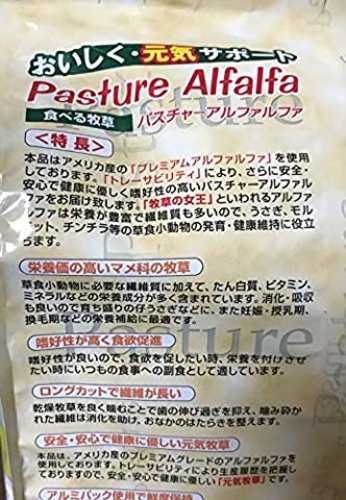 おいしく・元気サポート
Pasture Alfalfa
食べる牧草 パスチャーアルファルファ
<特長>
本品はアメリカ産の「プレミアムアルファルファ」を使用
しております。「トレーサビリティ」により、さらに安全・
安心で健康に優しく嗜好性の高いパスチャーアルファル
ファをお届け致します。「牧草の女王」といわれるアルファ
ルファは栄養が豊富で繊維質も多いので、うさぎ、モル
モット、チンチラ等の草食小動物の発育・健康維持に役立
ちます。
栄養価の高いマメ科の牧草
草食小動物に必要な繊維質に加えて、たん白質、ビタミン、
ミネラルなどの栄養成分が多く含まれています。消化・吸収
も良いので育ち盛りの仔うさぎなどに、また妊娠・授乳期、
換毛期などの栄養補給に最適です。
嗜好性が高く食欲促進
嗜好性が良いので、食欲を促したい時、栄養を付けさせ
たい時にいつもの食事への副食として適しています。
ロングカットで繊維が長い
乾燥牧草を良く噛むことで歯の伸び過ぎを抑え、噛み砕か
れた繊維は消化を助け、おなかのはたらきを整えます。
安全・安心で健康に優しい元気牧草
本品は、アメリカ産のプレミアムグレードのアルファルファを
使用しております。トレーサビリティにより生産履歴を把握し
ておりますので、安全・安心で健康に優しい「元気牧草」です。
アルミパック使用で鮮度保持